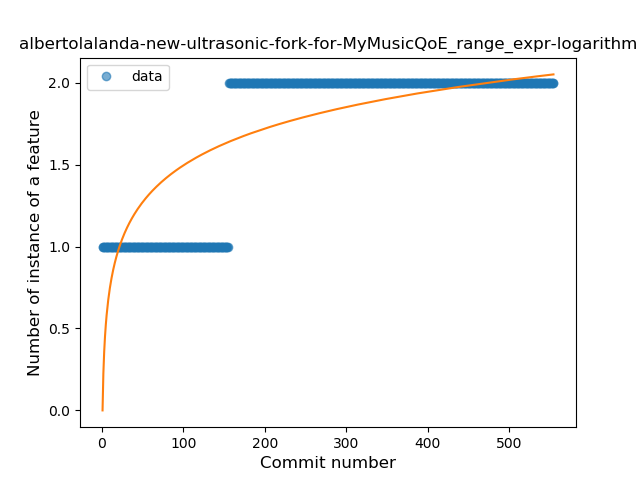 albertolalanda-new-ultrasonic-fork-for-MyMusicQoE_range_expr-logarithm
data
Number of instance of a feature
2.0
1.5
1.0
0.5
0.0
0 100 200 300 400 500
Commit number